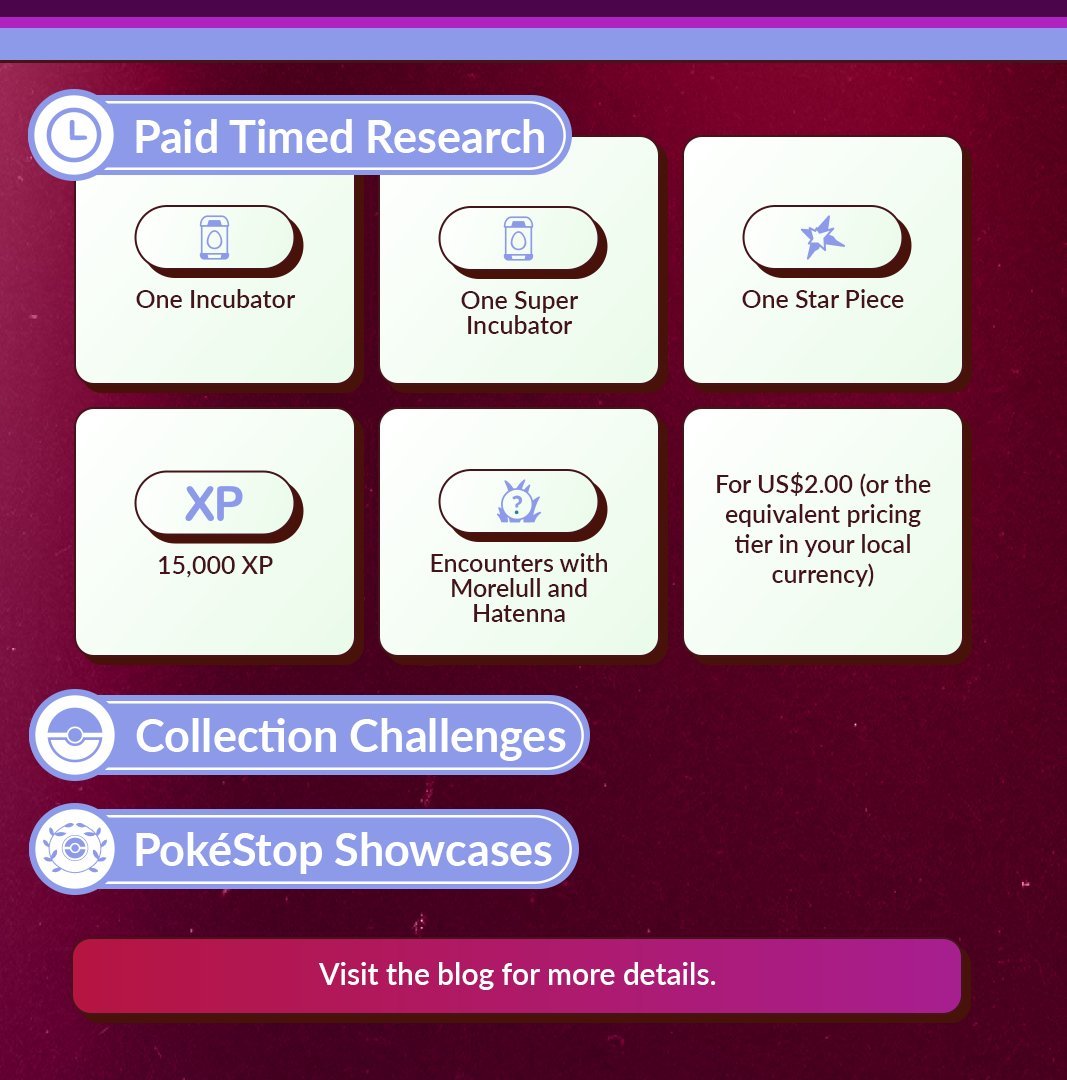 Paid Timed Research
One Incubator
One Super
Incubator
One Star Piece
XP
15,000 XP
?
Encounters with
Morelull and
Hatenna
For US$2.00 (or the
equivalent pricing
tier in your local
currency)
Collection Challenges
PokéStop Showcases
Visit the blog for more details.